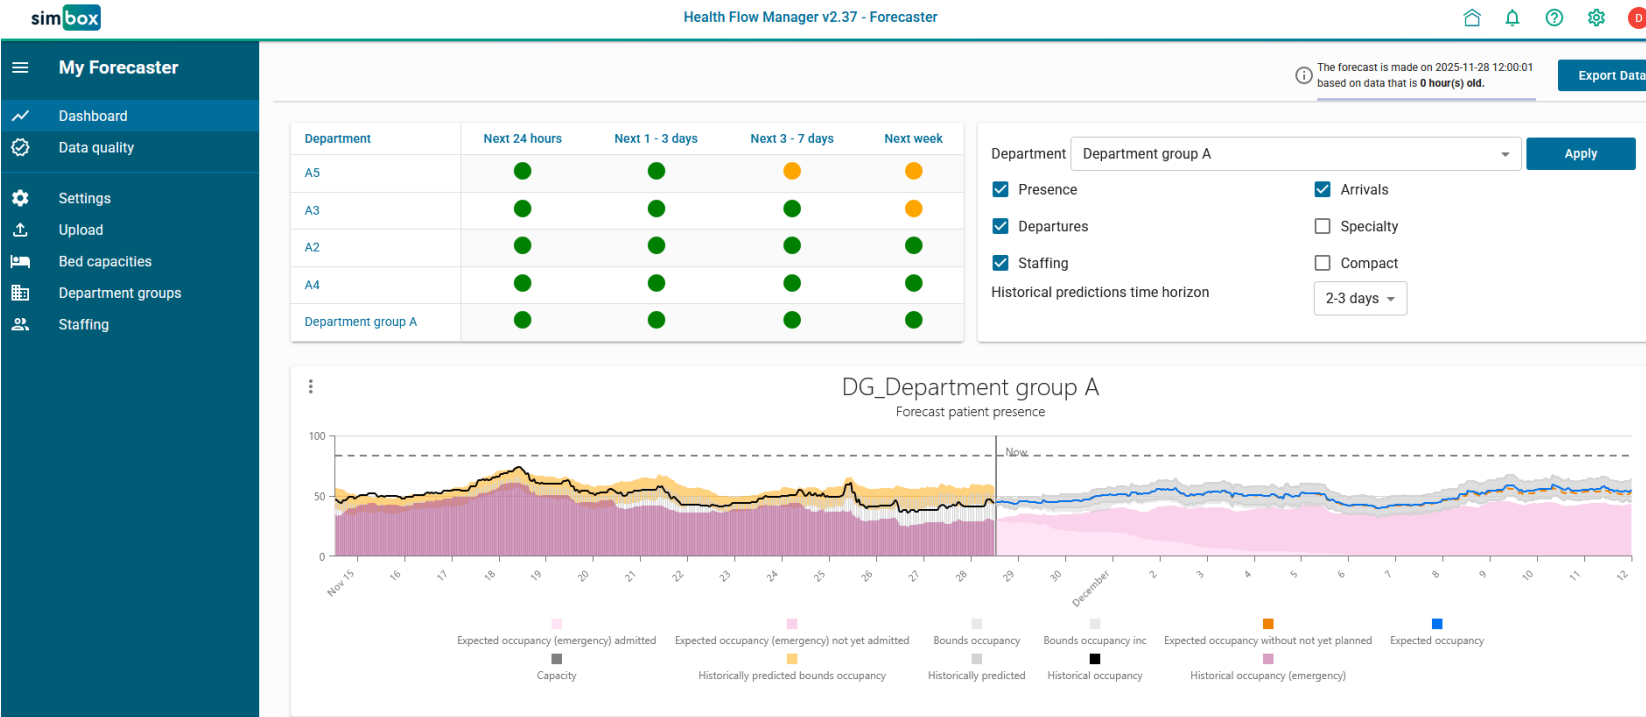 simbox
Health Flow Manager v2.37 - Forecaster
D
My Forecaster
Dashboard
Data quality
Settings
Upload
Bed capacities
Department groups
Staffing
The forecast is made on 2025-11-28 12:00:01
based on data that is 0 hour(s) old.
Export Data
Department Next 24 hours Next 1 - 3 days Next 3 - 7 days Next week
A5
A3
A2
A4
Department group A
Department Department group A Apply
Presence Arrivals
Departures Specialty
Staffing Compact
Historical predictions time horizon 2-3 days
DG_Department group A
Forecast patient presence
100
Now
50
0
Nov 15 16 17 18 19 20 21 22 23 24 25 26 27 28 29 30 December 2 3 4 5 6 7 8 9 10 11 12
Expected occupancy (emergency) admitted Expected occupancy (emergency) not yet admitted Bounds occupancy Bounds occupancy inc Expected occupancy without not yet planned Expected occupancy
Capacity Historically predicted bounds occupancy Historically predicted Historical occupancy Historical occupancy (emergency)